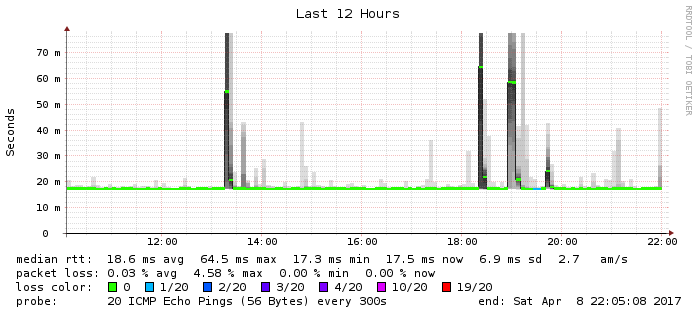 Last 12 Hours
RRDTOOL / TOBI OETIKER
Seconds
70 m
60 m
50 m
40 m
30 m
20 m
10 m
0
12:00 14:00 16:00 18:00 20:00 22:00
median rtt: 18.6 ms avg 64.5 ms max 17.3 ms min 17.5 ms now 6.9 ms sd 2.7 am/s
packet loss: 0.03 % avg 4.58 % max 0.00 % min 0.00 % now
loss color: 0 1/20 2/20 3/20 4/20 10/20 19/20
probe: 20 ICMP Echo Pings (56 Bytes) every 300s end: Sat Apr 8 22:05:08 2017